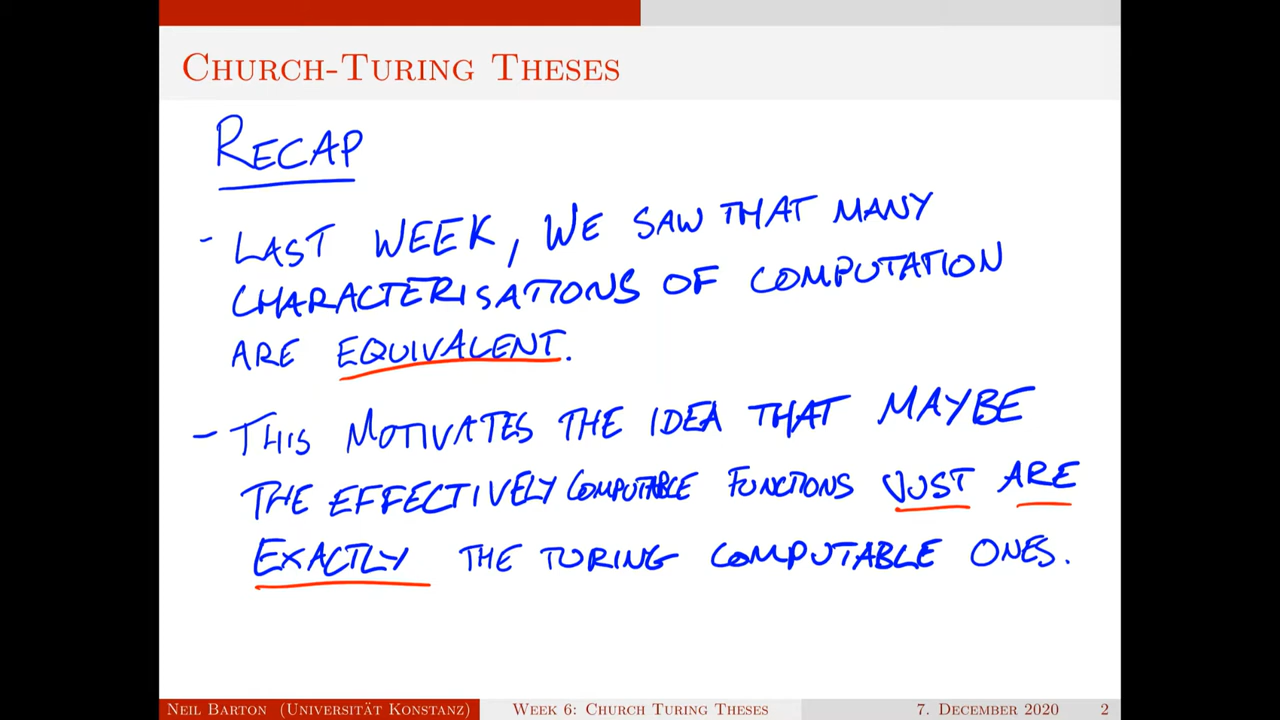 Church-Turing Theses
RECAP
- LAST WEEK, WE SAW THAT MANY
CHARACTERISATIONS OF COMPUTATION
ARE EQUIVALENT.
- THIS MOTIVATES THE IDEA THAT MAYBE
THE EFFECTIVELY COMPUTABLE FUNCTIONS JUST ARE
EXACTLY THE TURING COMPUTABLE ONES.
Neil Barton (Universität Konstanz) Week 6: Church Turing Theses 7. December 2020 2